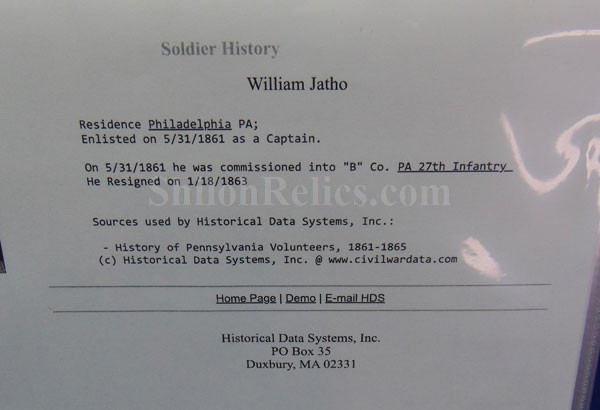 Soldier History
William Jatho
Residence Philadelphia PA;
Enlisted on 5/31/1861 as a Captain.
On 5/31/1861 he was commissioned into "B" Co. PA 27th Infantry
He Resigned on 1/18/1863
ShilohRelics.com
Sources used by Historical Data Systems, Inc.:
- History of Pennsylvania Volunteers, 1861-1865
(c) Historical Data Systems, Inc. @ www.civilwardata.com
Home Page | Demo | E-mail HDS
Historical Data Systems, Inc.
PO Box 35
Duxbury, MA 02331